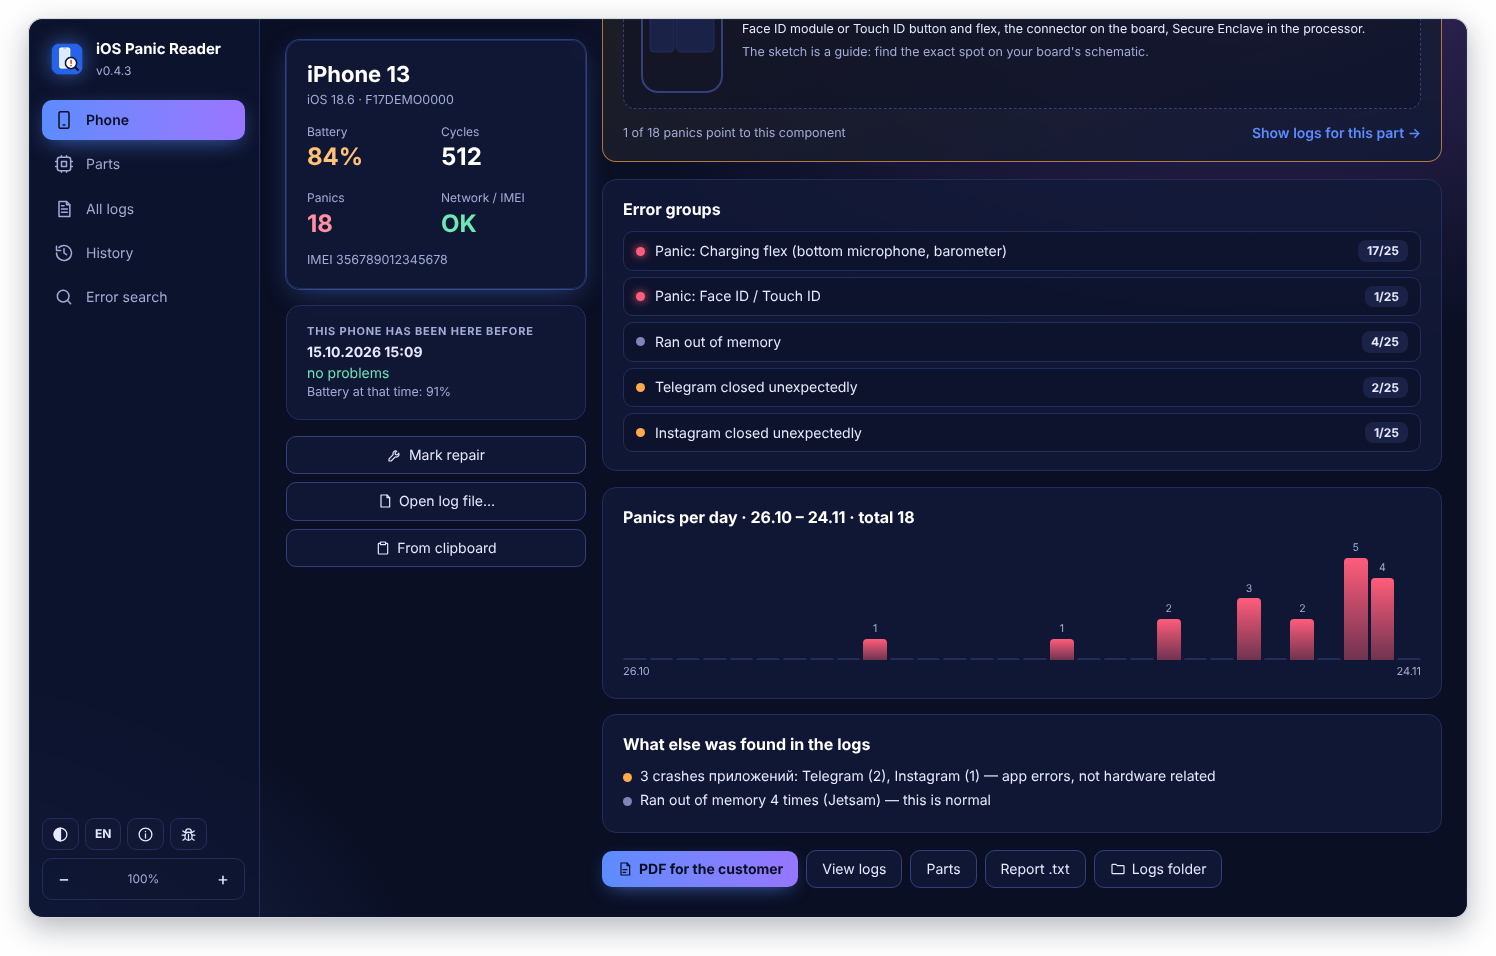 iOS Panic Reader
v0.4.3
Phone
Parts
All logs
History
Error search
EN
100%
iPhone 13
iOS 18.6 · F17DEMO0000
Battery
Cycles
84%
512
Panics
Network / IMEI
18
OK
IMEI 356789012345678
THIS PHONE HAS BEEN HERE BEFORE
15.10.2026 15:09
no problems
Battery at that time: 91%
Mark repair
Open log file...
From clipboard
Face ID module or Touch ID button and flex, the connector on the board, Secure Enclave in the processor.
The sketch is a guide: find the exact spot on your board's schematic.
1 of 18 panics point to this component
Show logs for this part →
Error groups
Panic: Charging flex (bottom microphone, barometer)
17/25
Panic: Face ID / Touch ID
1/25
Ran out of memory
4/25
Telegram closed unexpectedly
2/25
Instagram closed unexpectedly
1/25
Panics per day · 26.10 – 24.11 · total 18
1
1
2
3
2
5
4
26.10
24.11
What else was found in the logs
3 crashes приложений: Telegram (2), Instagram (1) — app errors, not hardware related
Ran out of memory 4 times (Jetsam) — this is normal
PDF for the customer
View logs
Parts
Report .txt
Logs folder